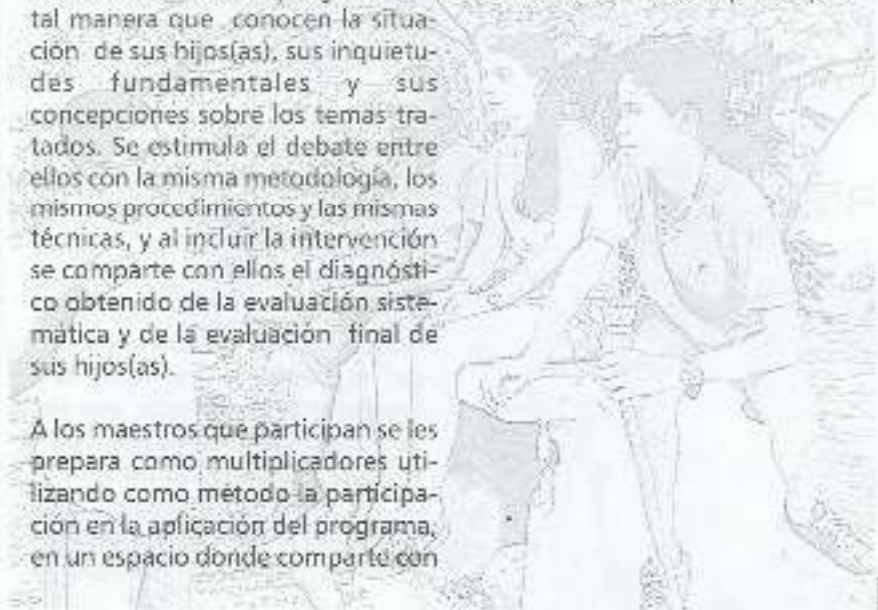 tal manera que conocen la situa-
ción de sus hijos(as), sus inquietu-
des fundamentales y sus
concepciones sobre los temas tra-
tados. Se estimula el debate entre
ellos con la misma metodología, los
mismos procedimientos y las mismas
técnicas, y al incluir la intervención
se comparte con ellos el diagnósti-
co obtenido de la evaluación siste-
mática y de la evaluación final de
sus hijos(as).
A los maestros que participan se les
prepara como multiplicadores uti-
lizando como método la participa-
ción en la aplicación del programa,
en un espacio donde comparte con